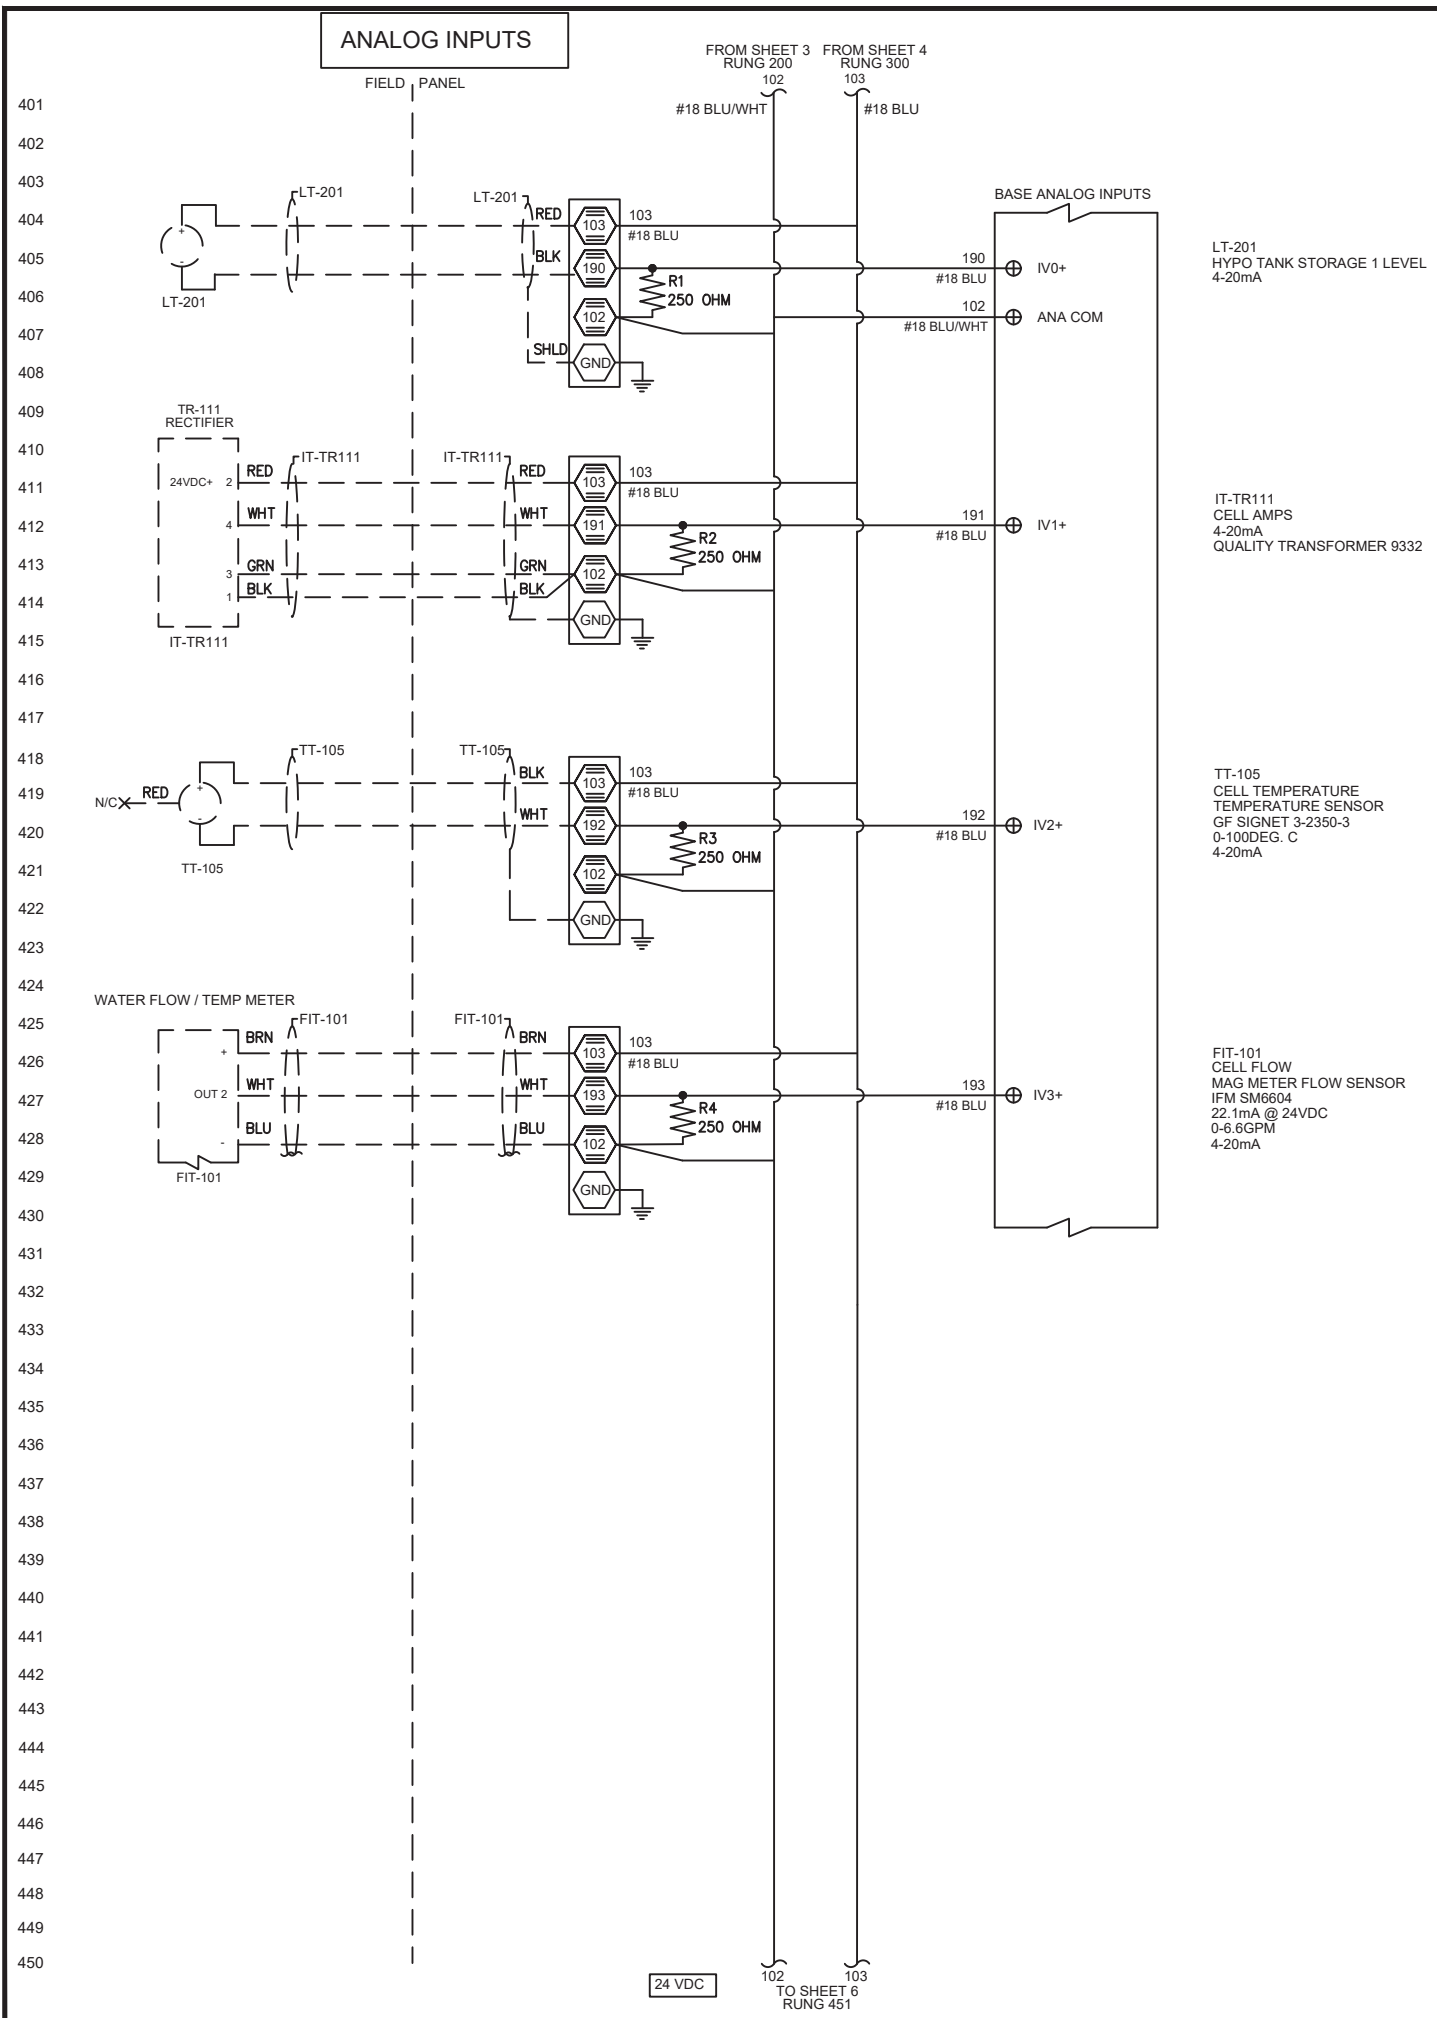 ANALOG INPUTS
FIELD PANEL
FROM SHEET 3
RUNG 200
102
#18 BLU/WHT
FROM SHEET 4
RUNG 300
103
#18 BLU
401
402
403
404
405
406
407
408
409
410
411
412
413
414
415
416
417
418
419
420
421
422
423
424
425
426
427
428
429
430
431
432
433
434
435
436
437
438
439
440
441
442
443
444
445
446
447
448
449
450
BASE ANALOG INPUTS
+
-
LT-201
LT-201
LT-201
RED
BLK
SHLD
103
190
102
GND
103
#18 BLU
R1
250 OHM
190
#18 BLU
IV0+
102
#18 BLU/WHT
ANA COM
LT-201
HYPO TANK STORAGE 1 LEVEL
4-20mA
TR-111
RECTIFIER
24VDC+ 2
4
3
1
IT-TR111
RED
WHT
GRN
BLK
IT-TR111
IT-TR111
RED
WHT
GRN
BLK
103
191
102
GND
103
#18 BLU
R2
250 OHM
191
#18 BLU
IV1+
IT-TR111
CELL AMPS
4-20mA
QUALITY TRANSFORMER 9332
N/C
RED
+
-
TT-105
TT-105
TT-105
BLK
WHT
103
192
102
GND
103
#18 BLU
R3
250 OHM
192
#18 BLU
IV2+
TT-105
CELL TEMPERATURE
TEMPERATURE SENSOR
GF SIGNET 3-2350-3
0-100DEG. C
4-20mA
WATER FLOW / TEMP METER
+
OUT 2
-
FIT-101
BRN
WHT
BLU
FIT-101
FIT-101
BRN
WHT
BLU
103
193
102
GND
103
#18 BLU
R4
250 OHM
193
#18 BLU
IV3+
FIT-101
CELL FLOW
MAG METER FLOW SENSOR
IFM SM6604
22.1mA @ 24VDC
0-6.6GPM
4-20mA
24 VDC
102
103
TO SHEET 6
RUNG 451